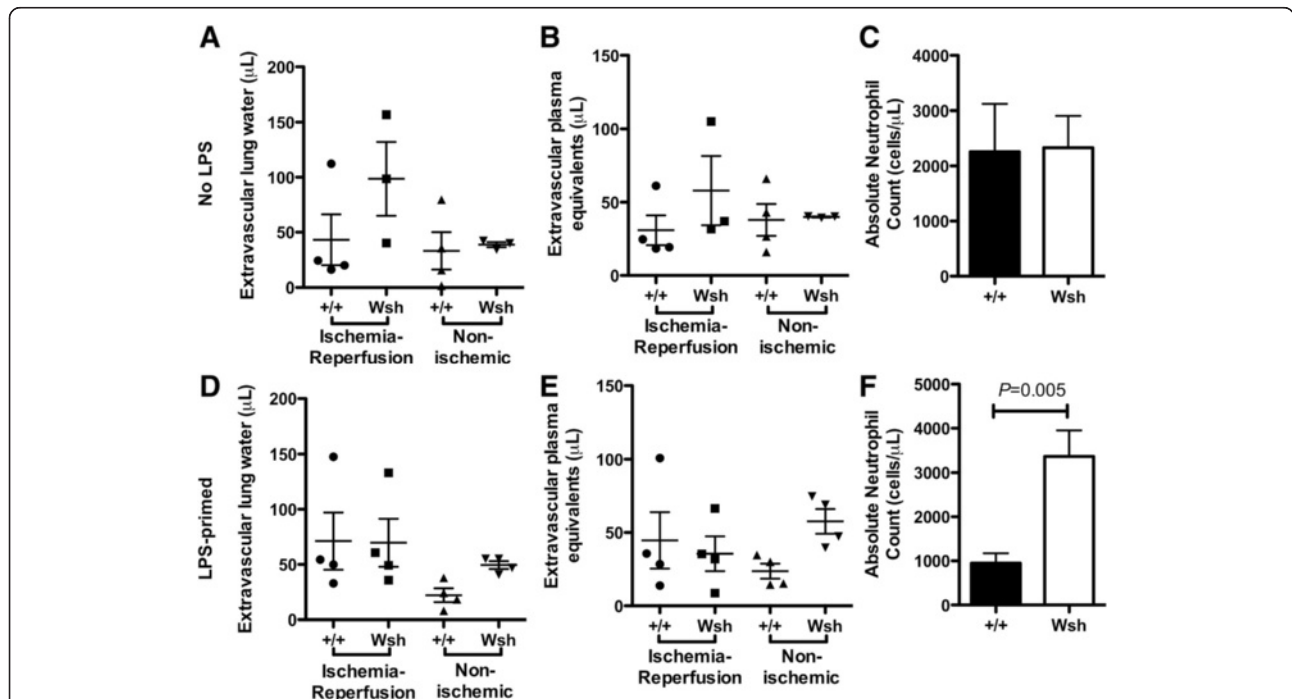 No LPS
A
Extravascular lung water (μL)
200
150
100
50
0
+/+ Wsh +/+ Wsh
Ischemia-
Reperfusion
Non-
ischemic
B
Extravascular plasma
equivalents (μL)
150
100
50
0
+/+ Wsh +/+ Wsh
Ischemia-
Reperfusion
Non-
ischemic
C
Absolute Neutrophil
Count (cells/μL)
4000
3000
2000
1000
0
+/+ Wsh
LPS-primed
D
Extravascular lung water (μL)
200
150
100
50
0
+/+ Wsh +/+ Wsh
Ischemia-
Reperfusion
Non-
ischemic
E
Extravascular plasma
equivalents (μL)
150
100
50
0
+/+ Wsh +/+ Wsh
Ischemia-
Reperfusion
Non-
ischemic
F
Absolute Neutrophil
Count (cells/μL)
5000
4000
3000
2000
1000
0
P=0.005
+/+ Wsh